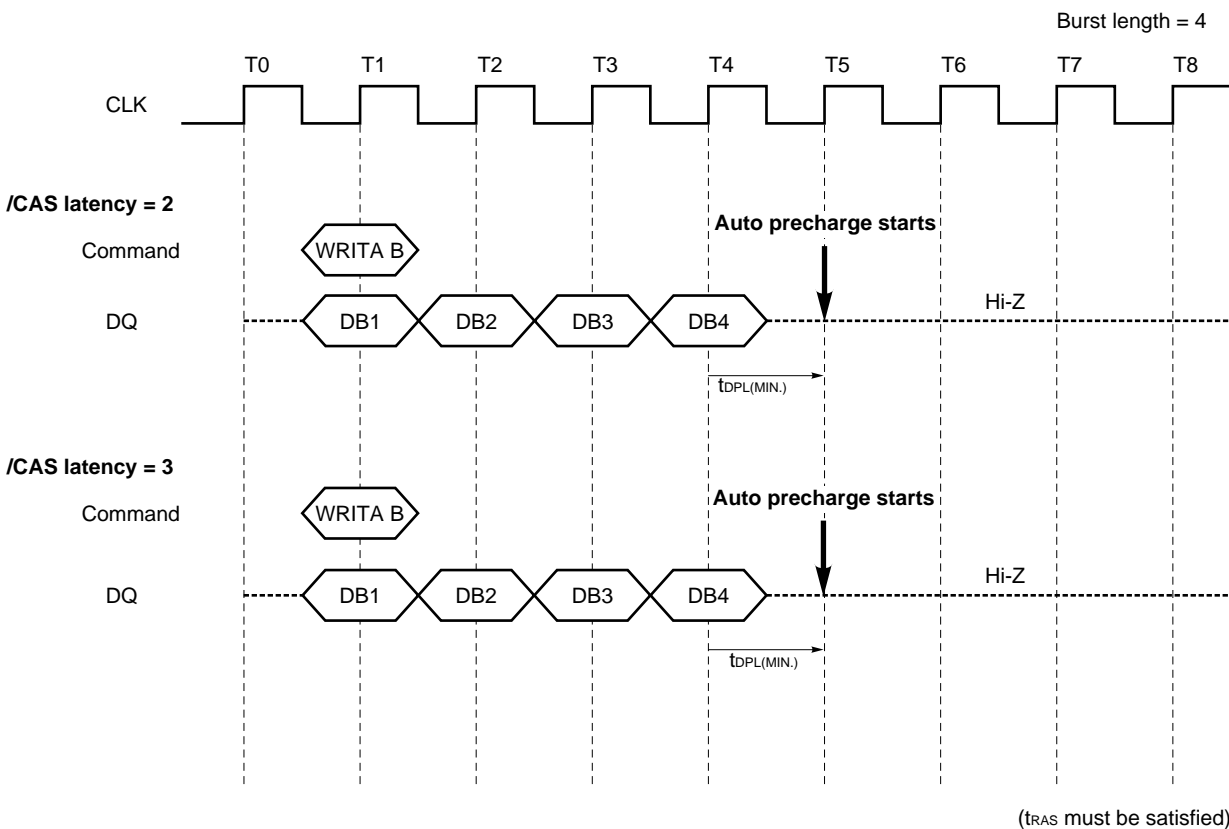 Burst length = 4
T0 T1 T2 T3 T4 T5 T6 T7 T8
CLK
/CAS latency = 2
Auto precharge starts
Command WRITA B
Hi-Z
DQ DB1 DB2 DB3 DB4
tDPL(MIN.)
/CAS latency = 3
Auto precharge starts
Command WRITA B
Hi-Z
DQ DB1 DB2 DB3 DB4
tDPL(MIN.)
(tRAS must be satisfied)